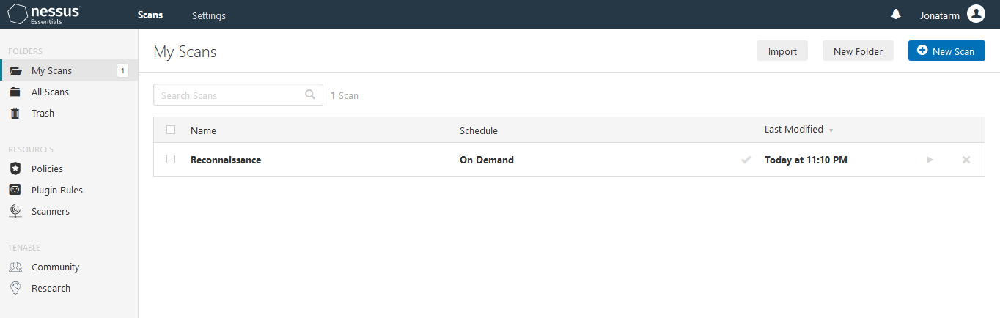 nessus
Essentials
Scans
Settings
Jonatarm
FOLDERS
My Scans
1
All Scans
Trash
RESOURCES
Policies
Plugin Rules
Scanners
TENABLE
Community
Research
My Scans
Import
New Folder
New Scan
Search Scans
1 Scan
Name
Schedule
Last Modified
Reconnaissance
On Demand
Today at 11:10 PM